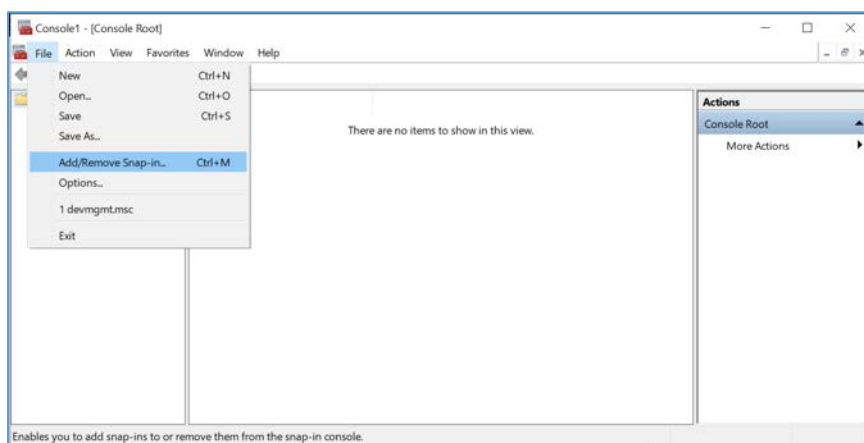 Console1 - [Console Root]
File Action View Favorites Window Help
New Ctrl+N
Open... Ctrl+O
Save Ctrl+S
Save As...
Add/Remove Snap-in... Ctrl+M
Options...
1 devmgmt.msc
Exit
There are no items to show in this view.
Actions
Console Root
More Actions
Enables you to add snap-ins to or remove them from the snap-in console.